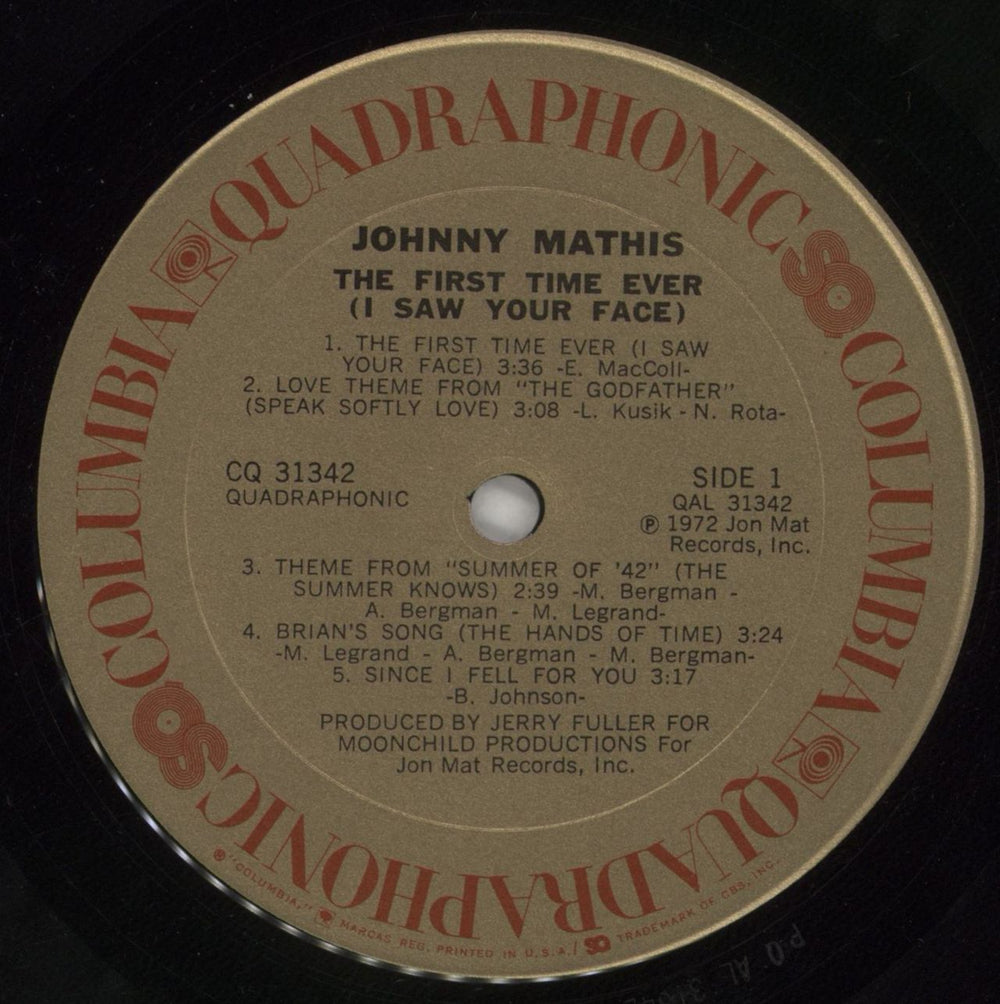 QUADRAPHONIC
SQ
COLUMBIA
QUADRAPHONIC
SQ
COLUMBIA
JOHNNY MATHIS
THE FIRST TIME EVER
(I SAW YOUR FACE)
1. THE FIRST TIME EVER (I SAW
YOUR FACE) 3:36 -E. MacColl-
2. LOVE THEME FROM "THE GODFATHER"
(SPEAK SOFTLY LOVE) 3:08 -L. Kusik - N. Rota-
CQ 31342
QUADRAPHONIC
SIDE 1
QAL 31342
℗ 1972 Jon Mat
Records, Inc.
3. THEME FROM "SUMMER OF '42" (THE
SUMMER KNOWS) 2:39 -M. Bergman -
A. Bergman - M. Legrand-
4. BRIAN'S SONG (THE HANDS OF TIME) 3:24
-M. Legrand - A. Bergman - M. Bergman-
5. SINCE I FELL FOR YOU 3:17
-B. Johnson-
PRODUCED BY JERRY FULLER FOR
MOONCHILD PRODUCTIONS For
Jon Mat Records, Inc.
® "COLUMBIA," MARCAS REG. PRINTED IN U.S.A./ SQ TRADEMARK OF CBS, INC.